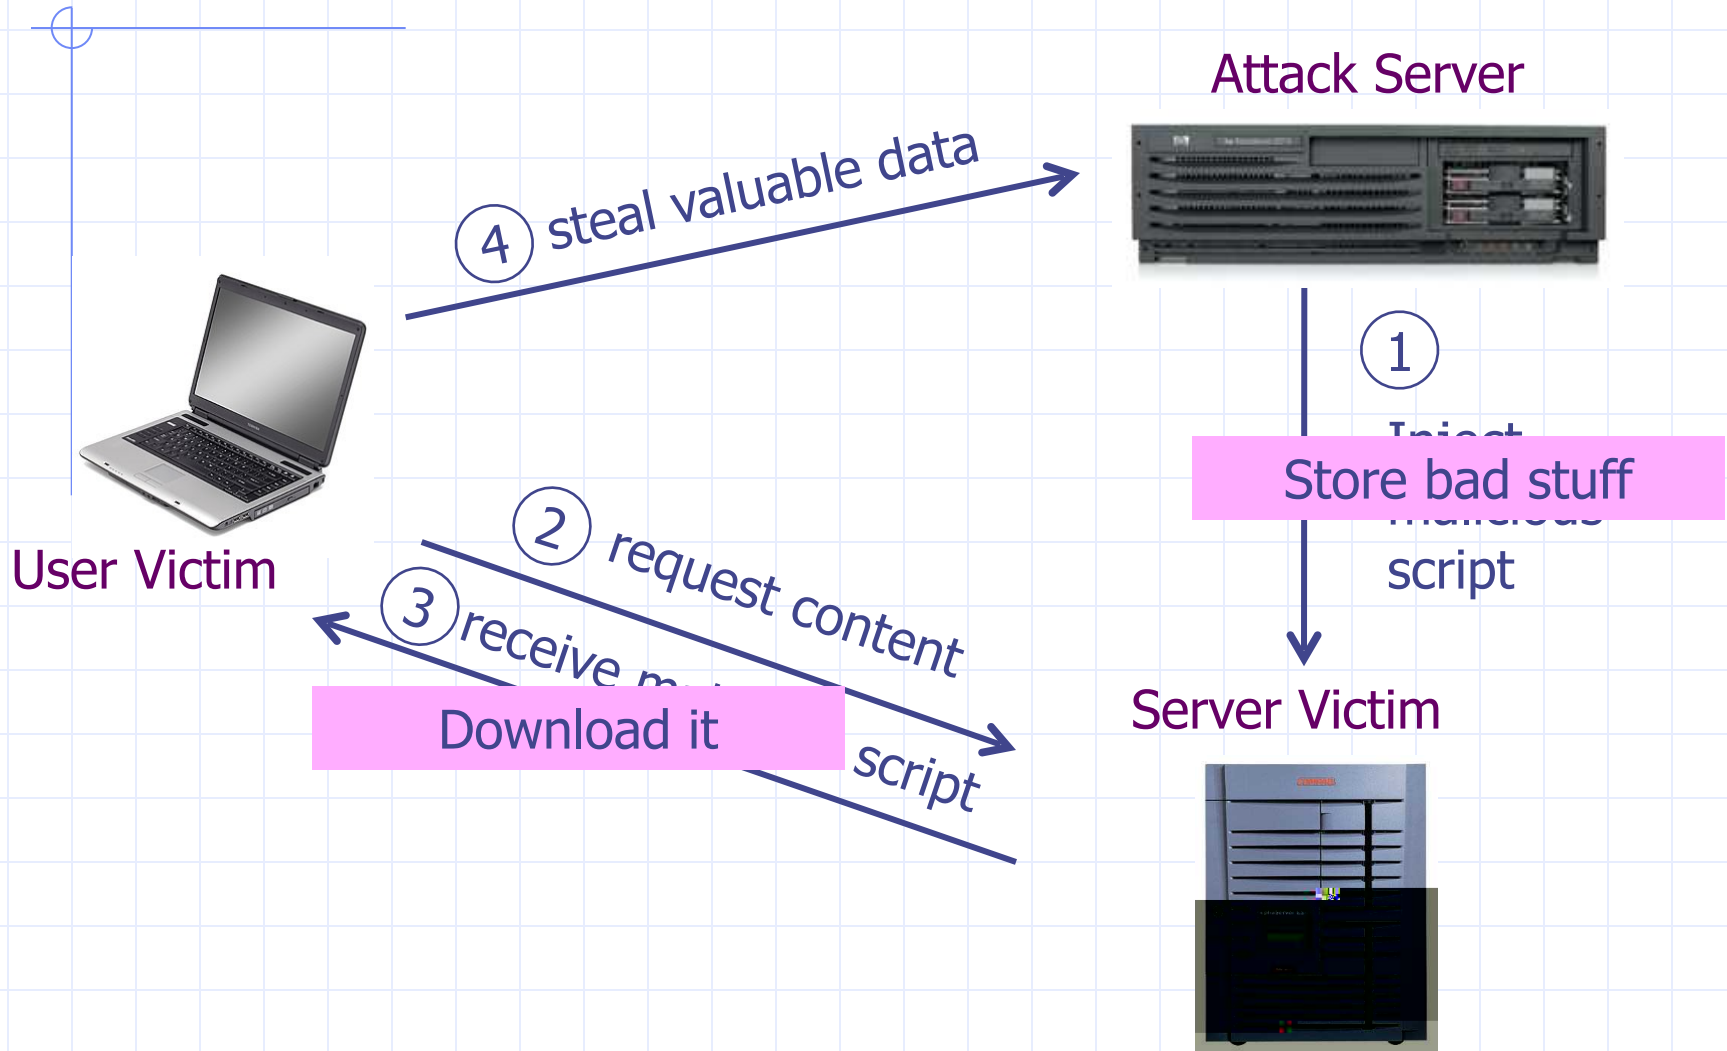 Attack Server
4 steal valuable data
1
Store bad stuff
script
User Victim
2 request content
3 receive
Download it
script
Server Victim